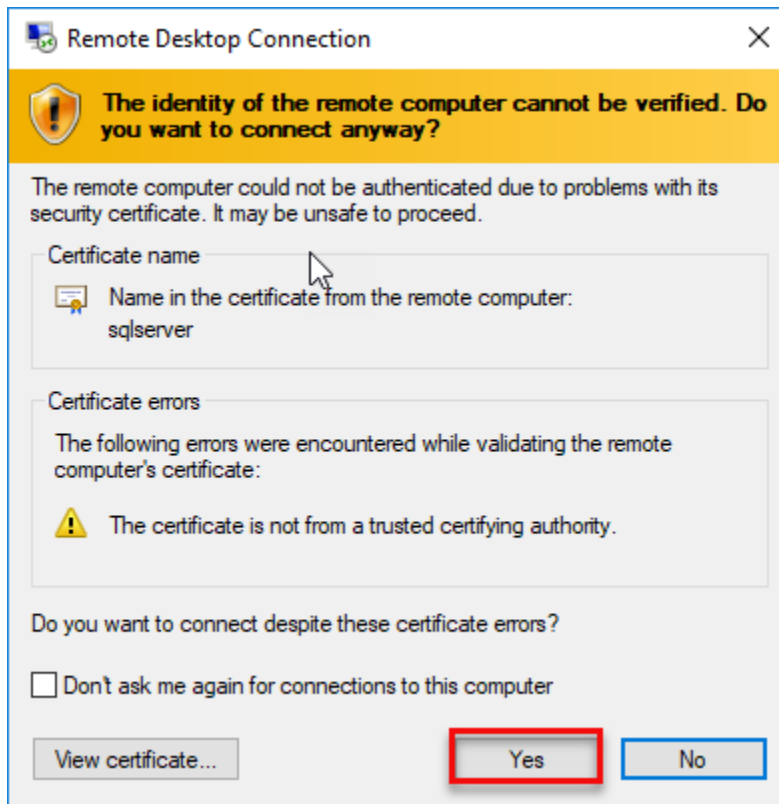 Remote Desktop Connection
The identity of the remote computer cannot be verified. Do
you want to connect anyway?
The remote computer could not be authenticated due to problems with its
security certificate. It may be unsafe to proceed.
Certificate name
Name in the certificate from the remote computer:
sqlserver
Certificate errors
The following errors were encountered while validating the remote
computer's certificate:
The certificate is not from a trusted certifying authority.
Do you want to connect despite these certificate errors?
Don't ask me again for connections to this computer
View certificate...
Yes
No